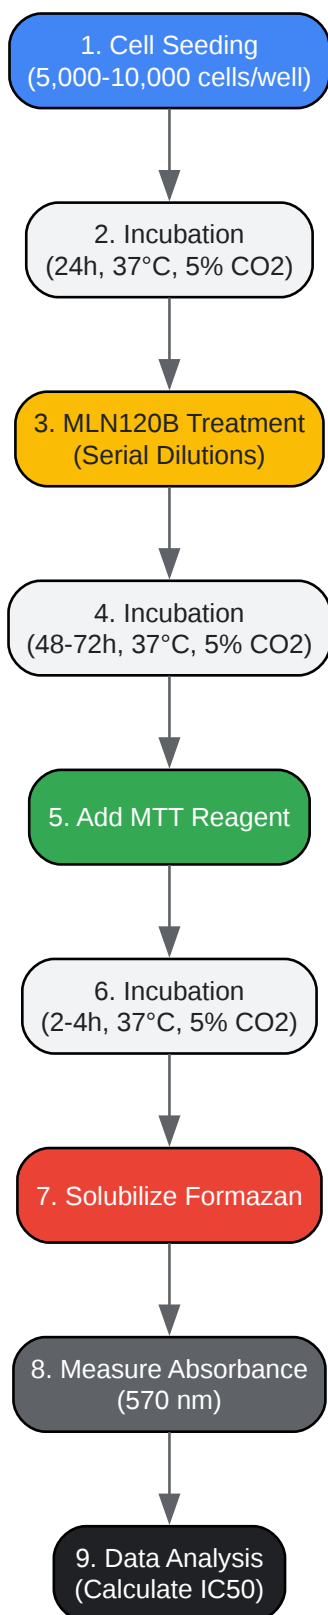 1. Cell Seeding
(5,000-10,000 cells/well)
2. Incubation
(24h, 37°C, 5% CO2)
3. MLN120B Treatment
(Serial Dilutions)
4. Incubation
(48-72h, 37°C, 5% CO2)
5. Add MTT Reagent
6. Incubation
(2-4h, 37°C, 5% CO2)
7. Solubilize Formazan
8. Measure Absorbance
(570 nm)
9. Data Analysis
(Calculate IC50)